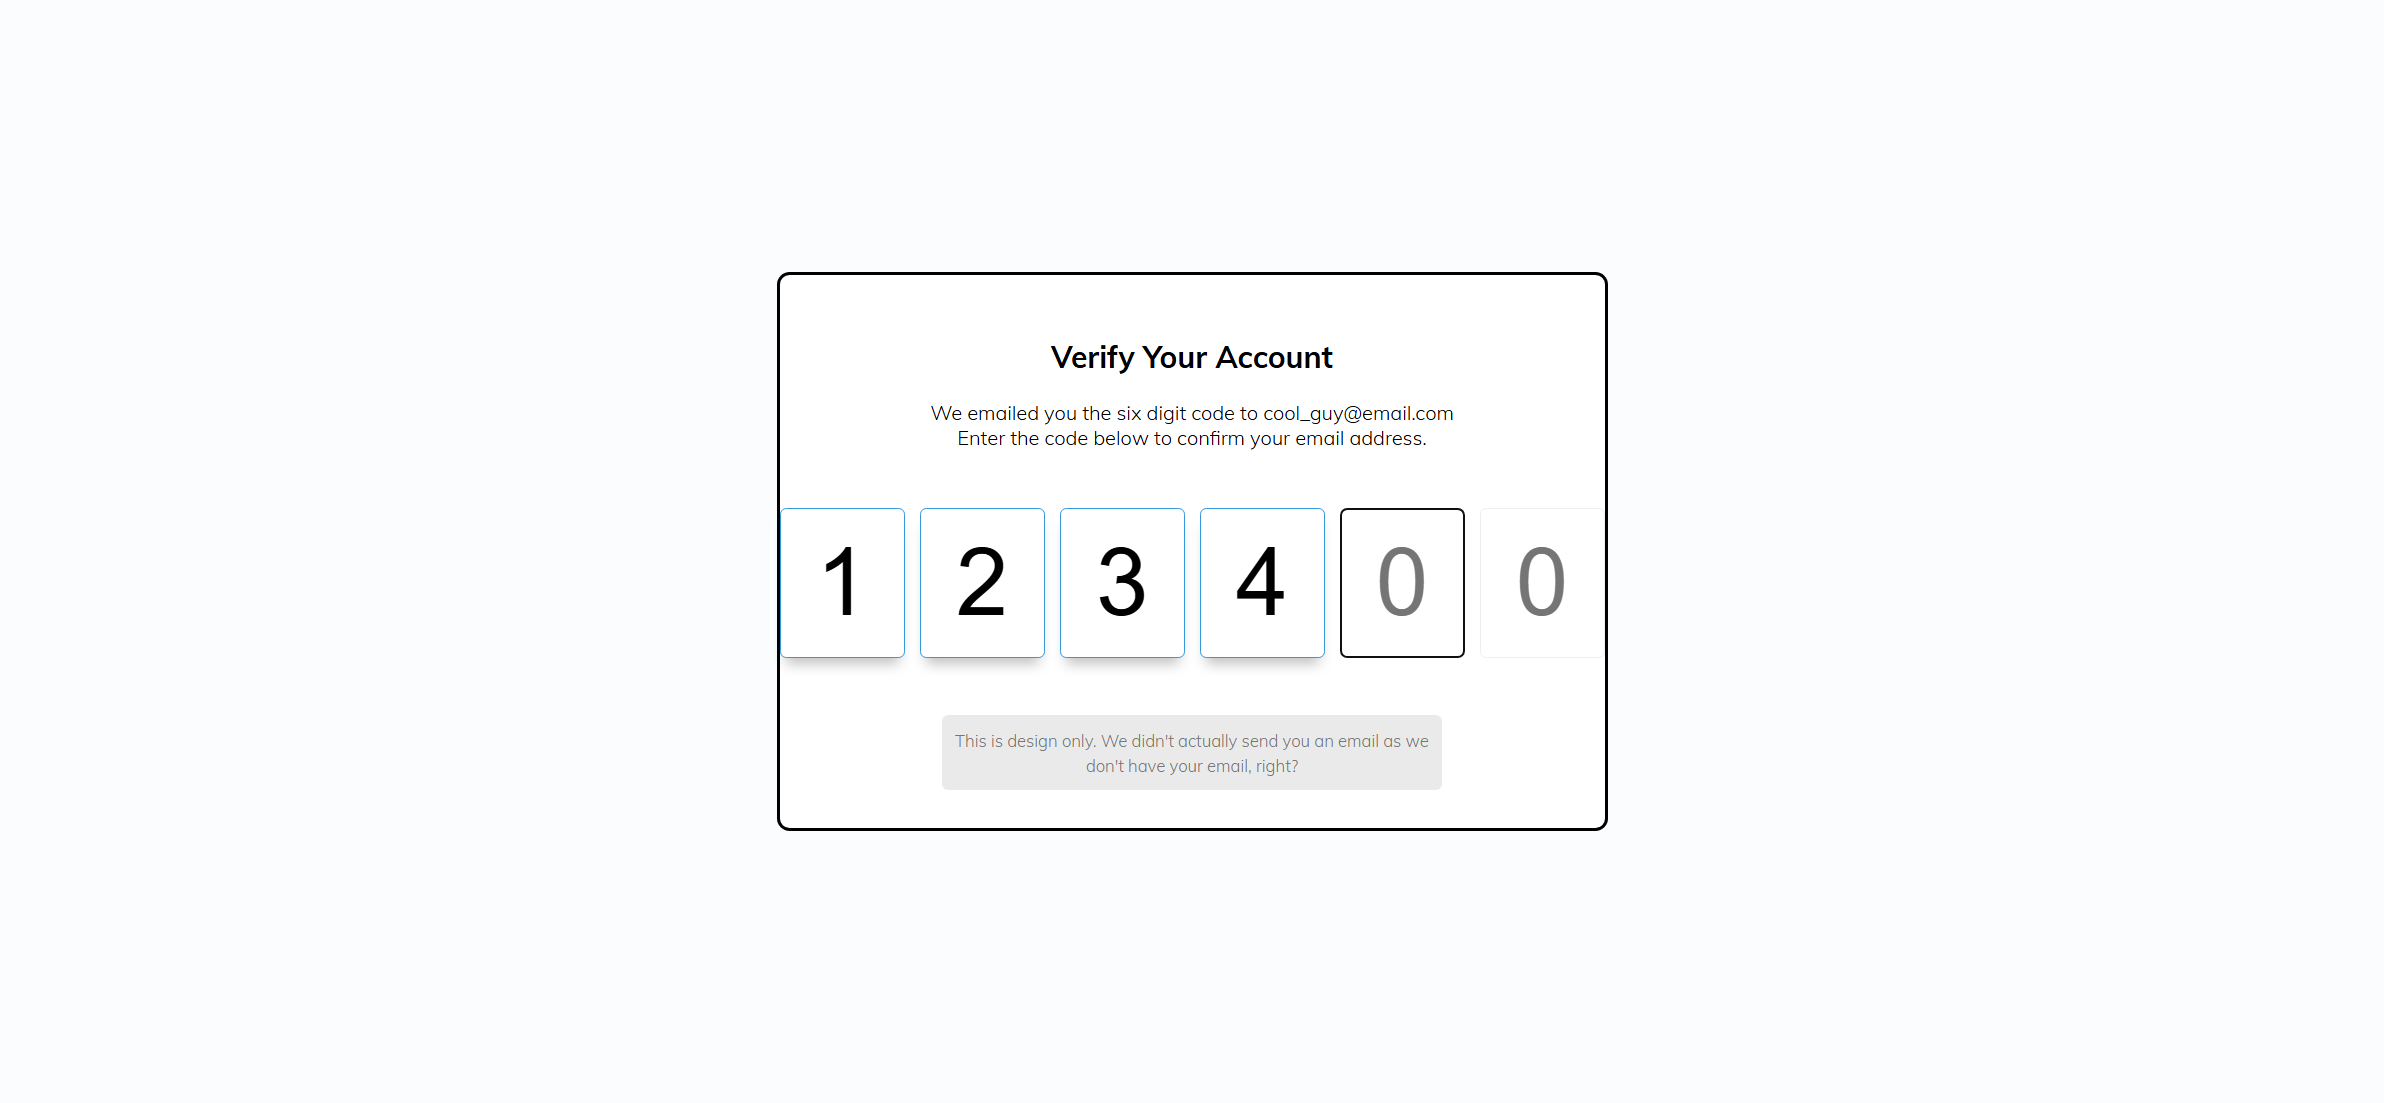 Verify Your Account
We emailed you the six digit code to cool_guy@email.com
Enter the code below to confirm your email address.
1 2 3 4 0 0
This is design only. We didn't actually send you an email as we
don't have your email, right?